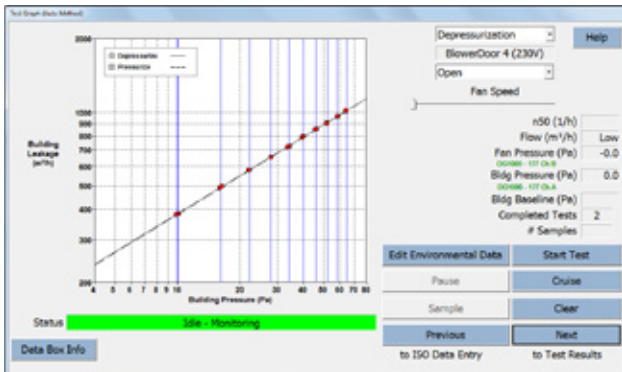 Test Graph (Auto Method)
Depressurization
Help
BlowerDoor 4 (230V)
Open
Fan Speed
Depressurize
Pressurize
2000
1000
900
800
700
600
500
400
300
200
Building
Leakage
(m³/h)
4 5 6 7 8 9 10 20 30 40 50 60 70 80
Building Pressure (Pa)
n50 (1/h)
Flow (m³/h) Low
Fan Pressure (Pa) -0.0
Bldg Pressure (Pa) 0.0
Bldg Baseline (Pa)
Completed Tests 2
# Samples
Edit Environmental Data Start Test
Pause Cruise
Sample Clear
Previous Next
to ISO Data Entry to Test Results
Status Idle - Monitoring
Data Box Info